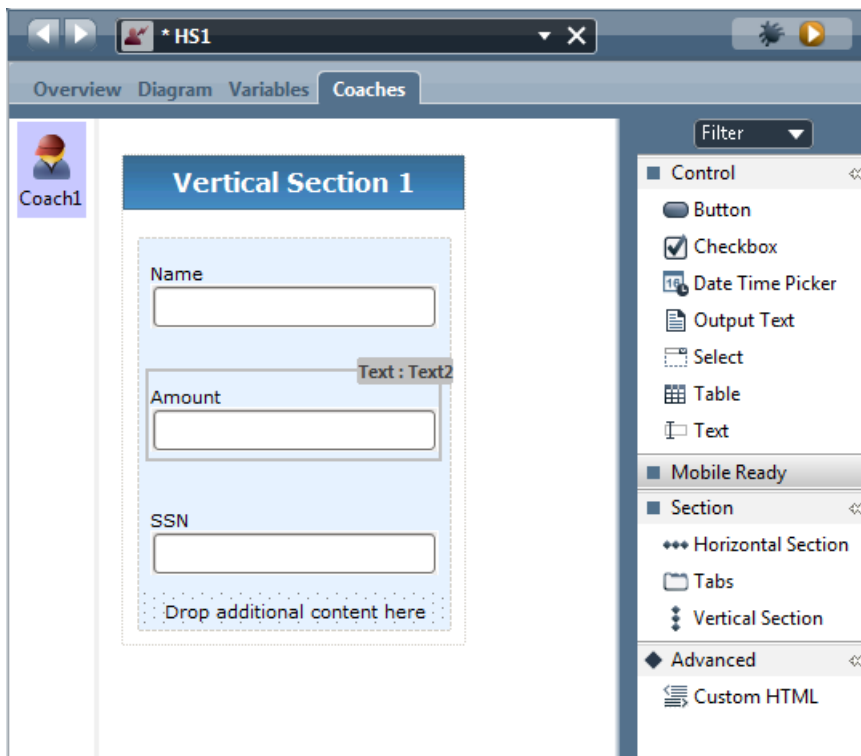 * HS1
Overview Diagram Variables Coaches
Coach1
Vertical Section 1
Name
Text : Text2
Amount
SSN
Drop additional content here
Filter
Control
Button
Checkbox
16
Date Time Picker
Output Text
Select
Table
Text
Mobile Ready
Section
Horizontal Section
Tabs
Vertical Section
Advanced
Custom HTML